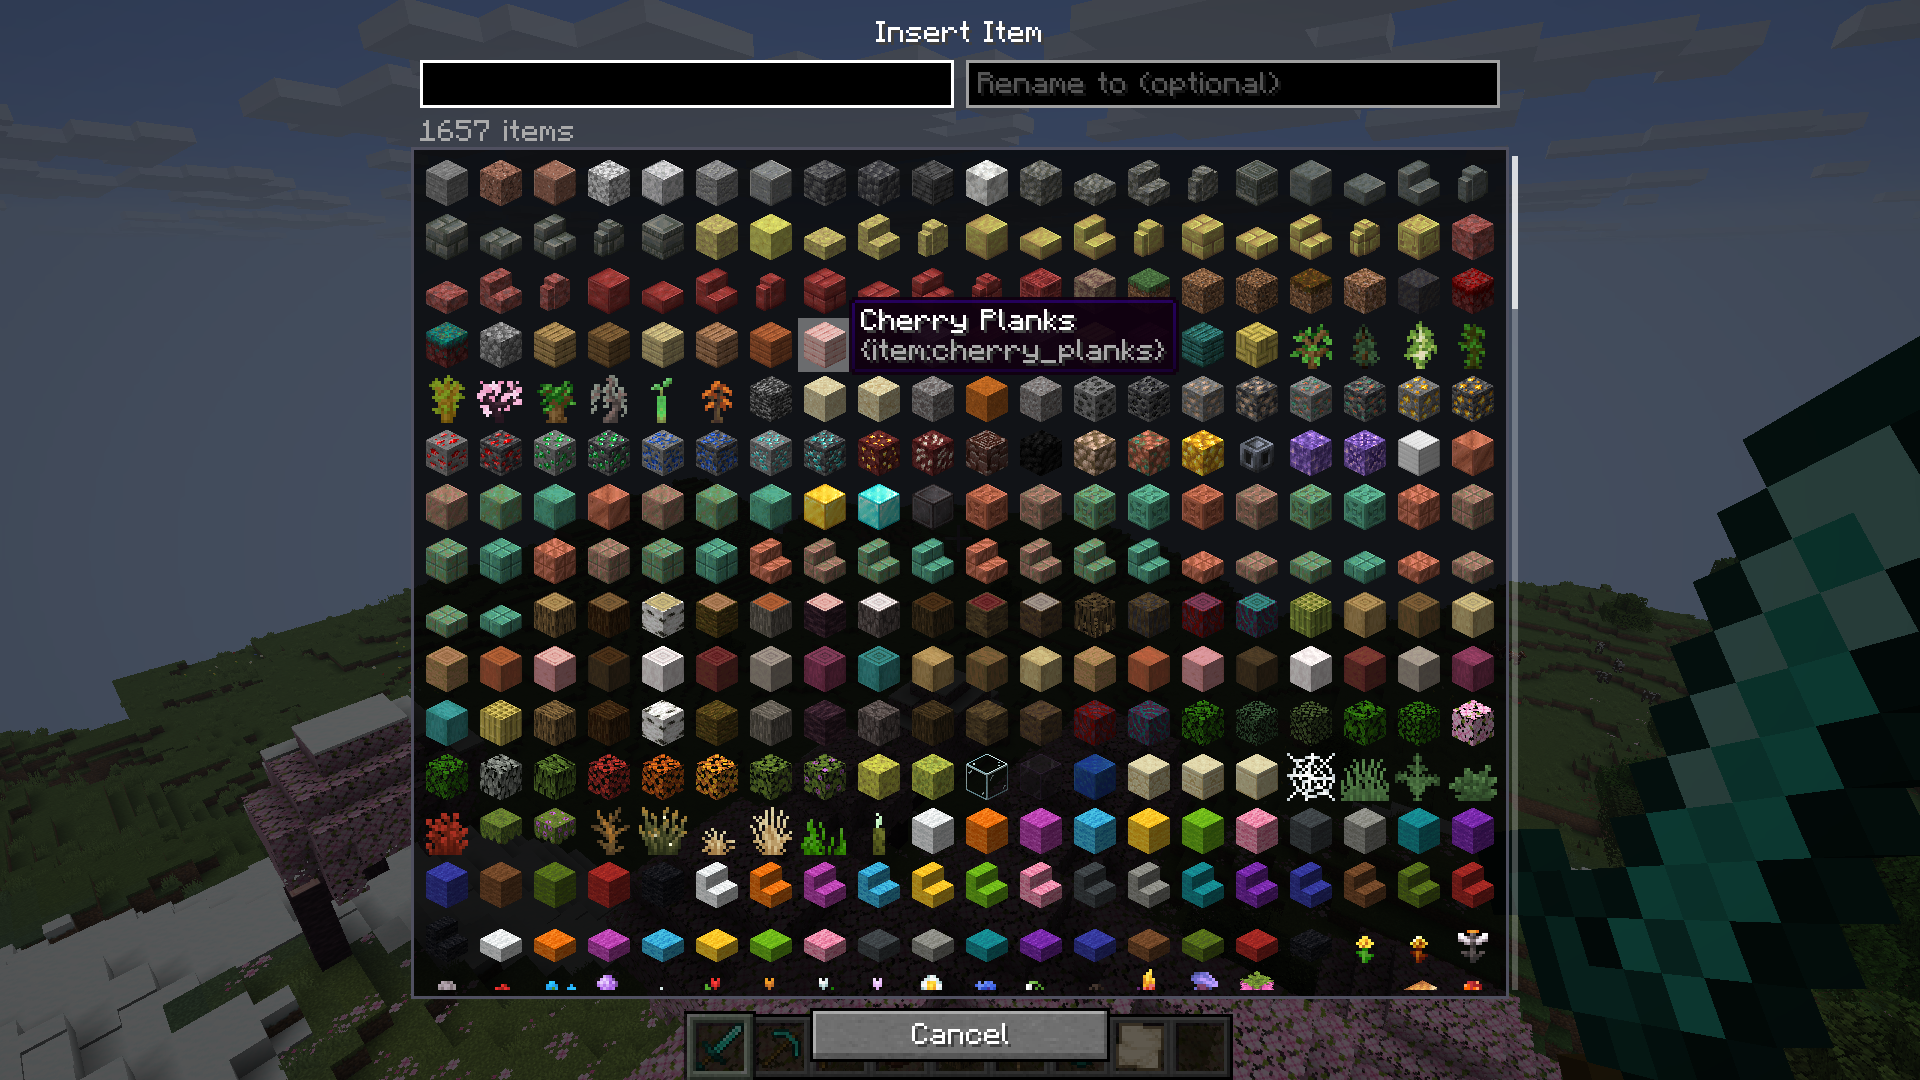 Insert Item
Rename to (optional)
1657 items
Cherry Planks
{item:cherry_planks}
Cancel